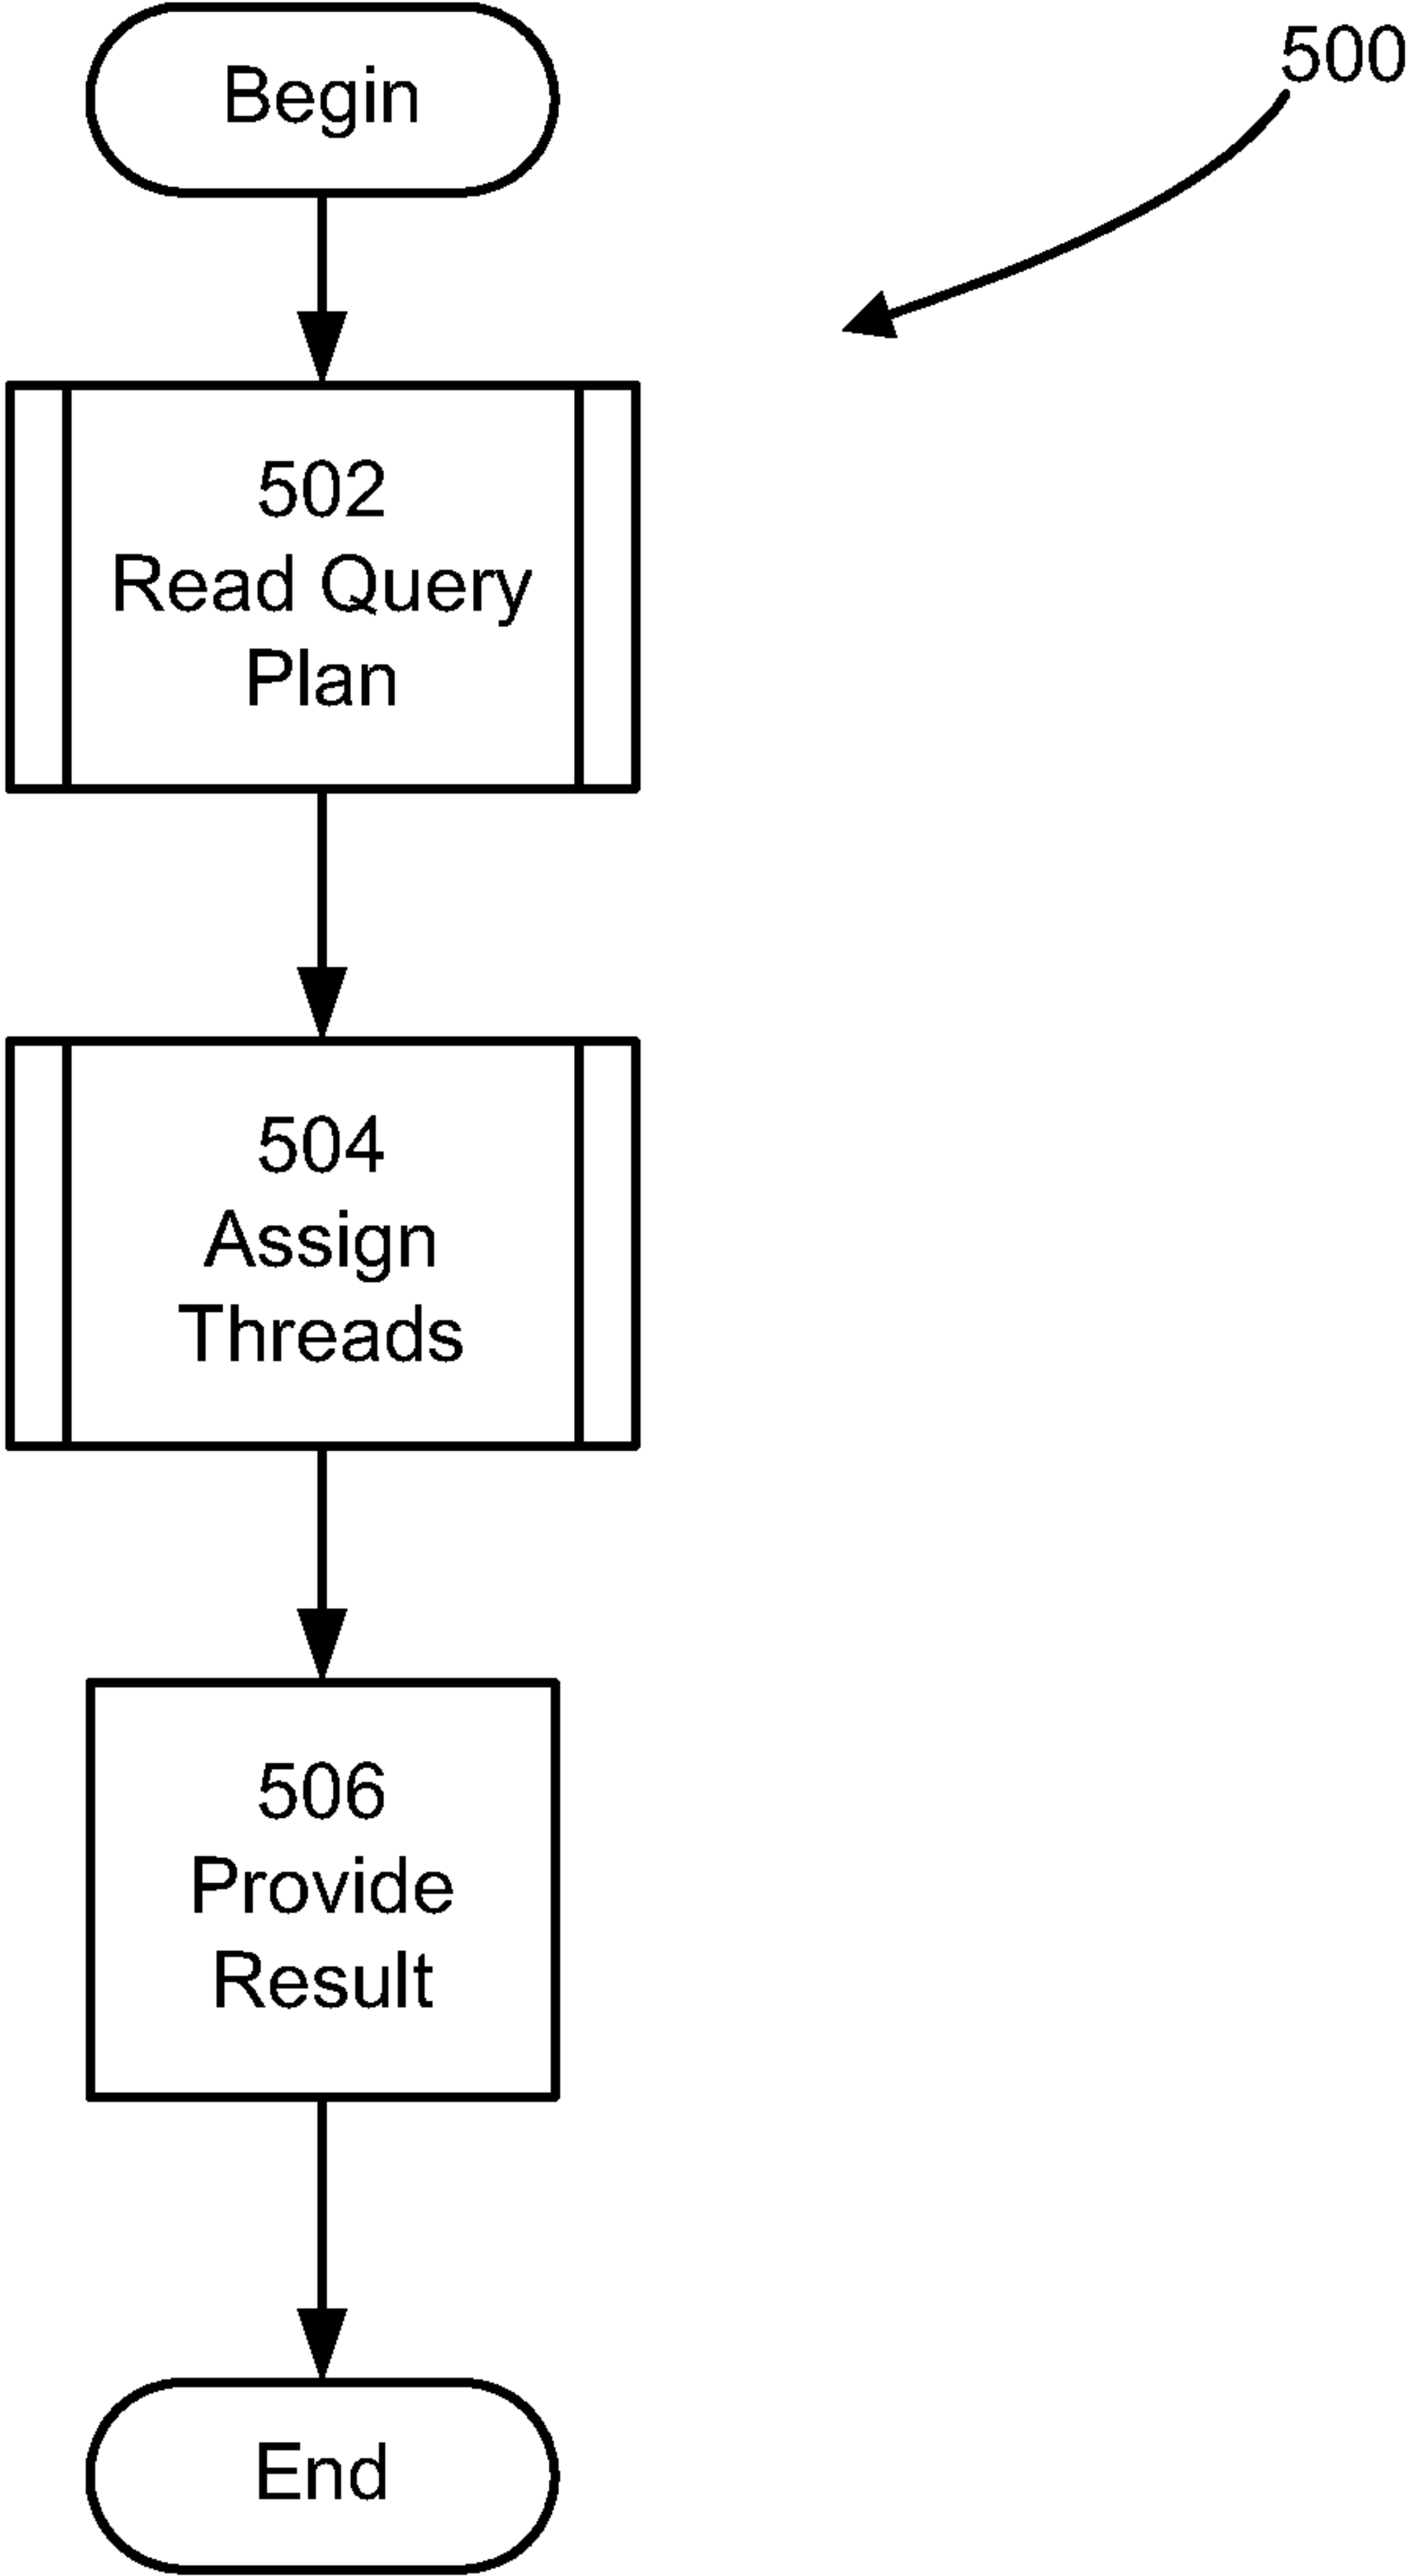 Begin
500
502
Read Query
Plan
504
Assign
Threads
506
Provide
Result
End